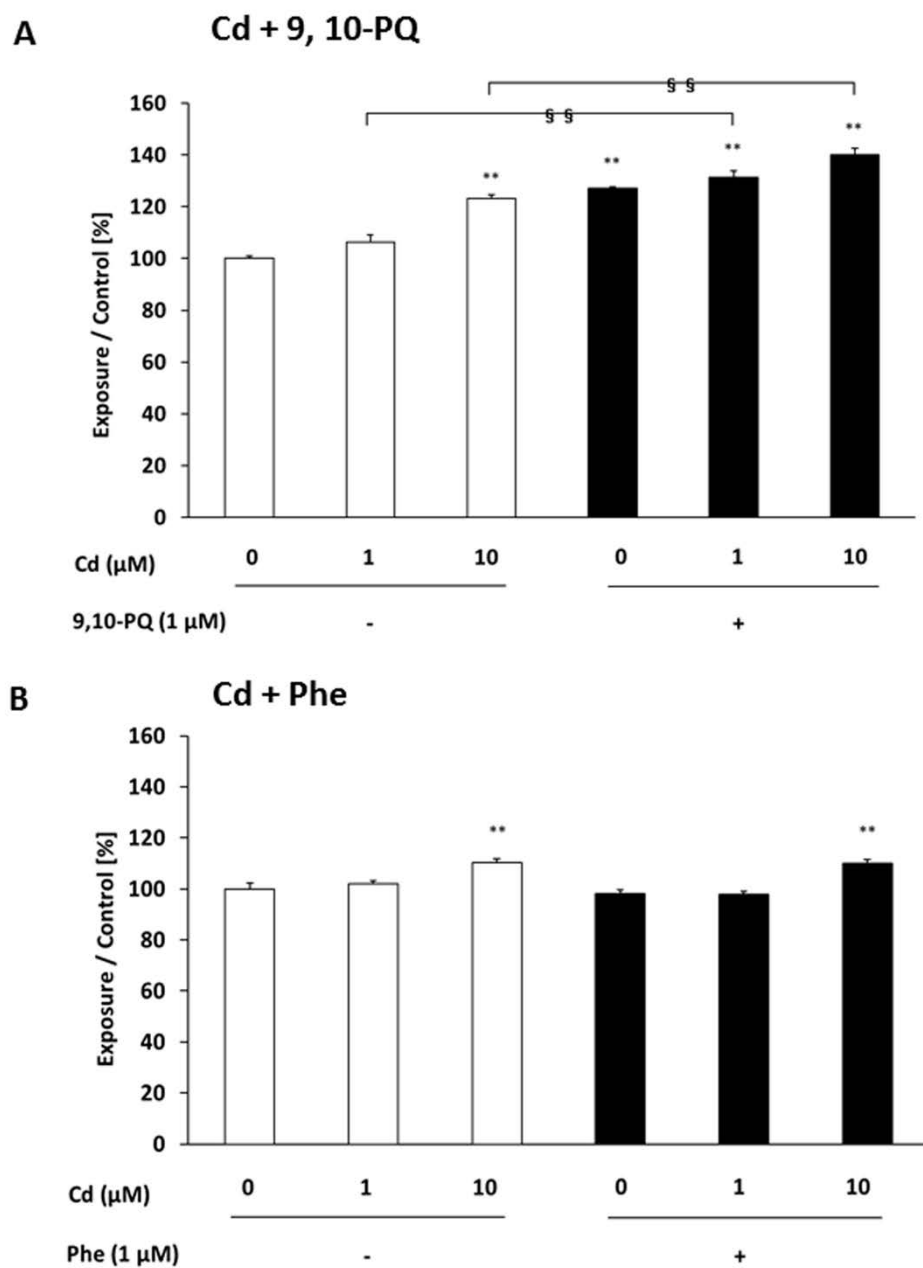 A
Cd + 9, 10-PQ
§ §
160
§ §
**
140
**
**
**
120
100
80
60
40
20
0
Exposure / Control [%]
Cd (μM) 0 1 10 0 1 10
9,10-PQ (1 μM) - +
B
Cd + Phe
160
140
120
** **
100
80
60
40
20
0
Exposure / Control [%]
Cd (μM) 0 1 10 0 1 10
Phe (1 μM) - +